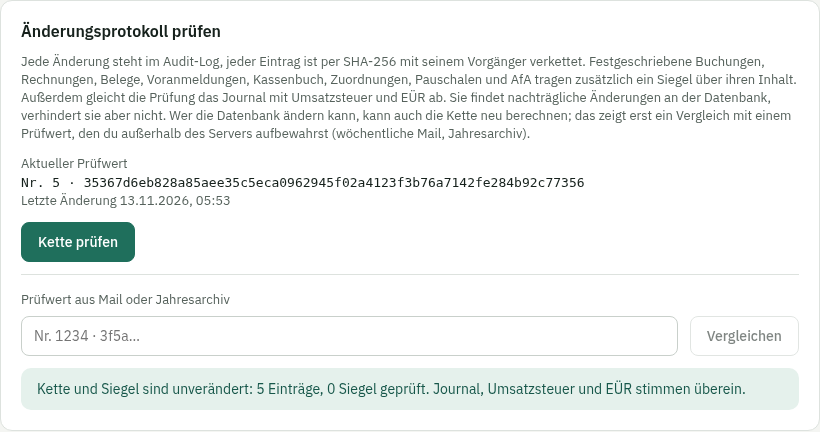 Änderungsprotokoll prüfen
Jede Änderung steht im Audit-Log, jeder Eintrag ist per SHA-256 mit seinem Vorgänger verkettet. Festgeschriebene Buchungen,
Rechnungen, Belege, Voranmeldungen, Kassenbuch, Zuordnungen, Pauschalen und AfA tragen zusätzlich ein Siegel über ihren Inhalt.
Außerdem gleicht die Prüfung das Journal mit Umsatzsteuer und EÜR ab. Sie findet nachträgliche Änderungen an der Datenbank,
verhindert sie aber nicht. Wer die Datenbank ändern kann, kann auch die Kette neu berechnen; das zeigt erst ein Vergleich mit einem
Prüfwert, den du außerhalb des Servers aufbewahrst (wöchentliche Mail, Jahresarchiv).
Aktueller Prüfwert
Nr. 5 · 35367d6eb828a85aee35c5eca0962945f02a4123f3b76a7142fe284b92c77356
Letzte Änderung 13.11.2026, 05:53
Kette prüfen
Prüfwert aus Mail oder Jahresarchiv
Nr. 1234 · 3f5a...
Vergleichen
Kette und Siegel sind unverändert: 5 Einträge, 0 Siegel geprüft. Journal, Umsatzsteuer und EÜR stimmen überein.